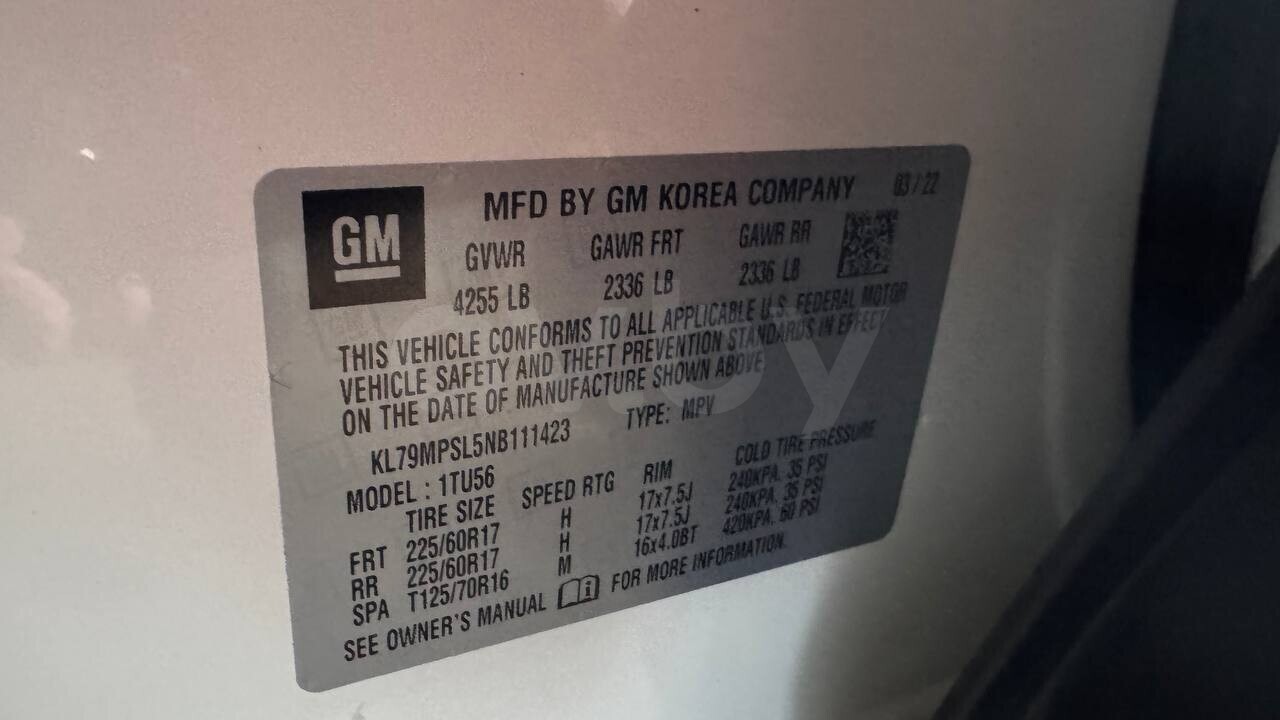 GM
MFD BY GM KOREA COMPANY 03/22
GVWR GAWR FRT GAWR RR
4255 LB 2336 LB 2336 LB
THIS VEHICLE CONFORMS TO ALL APPLICABLE U.S. FEDERAL MOTOR
VEHICLE SAFETY AND THEFT PREVENTION STANDARDS IN EFFECT
ON THE DATE OF MANUFACTURE SHOWN ABOVE.
KL79MPSL5NB111423 TYPE: MPV
MODEL : 1TU56
TIRE SIZE SPEED RTG RIM COLD TIRE PRESSURE
FRT 225/60R17 H 17x7.5J 240KPA, 35 PSI
RR 225/60R17 H 17x7.5J 240KPA, 35 PSI
SPA T125/70R16 M 16x4.0BT 420KPA, 60 PSI
SEE OWNER'S MANUAL FOR MORE INFORMATION.